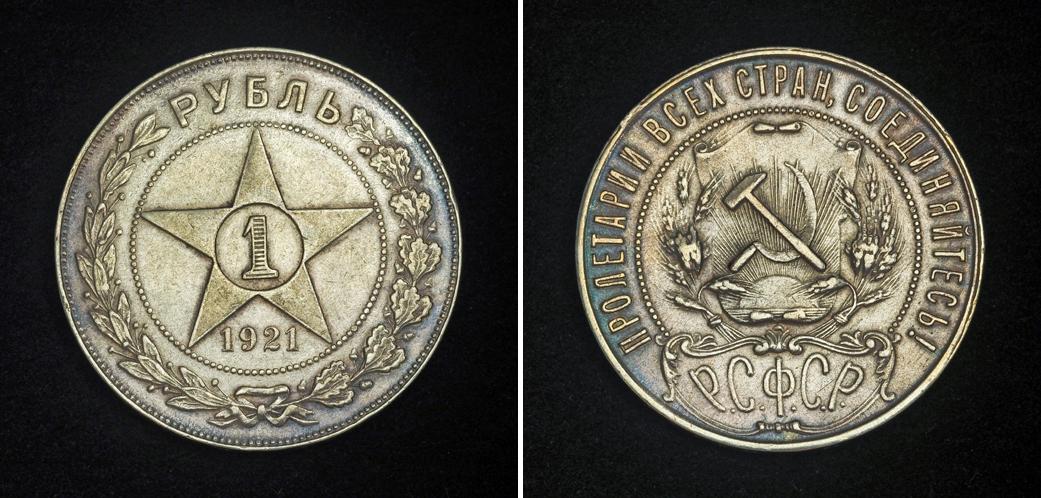 РУБЛЬ
1
1921
ПРОЛЕТАРИИ ВСЕХ СТРАН, СОЕДИНЯЙТЕСЬ!
Р.С.Ф.С.Р.